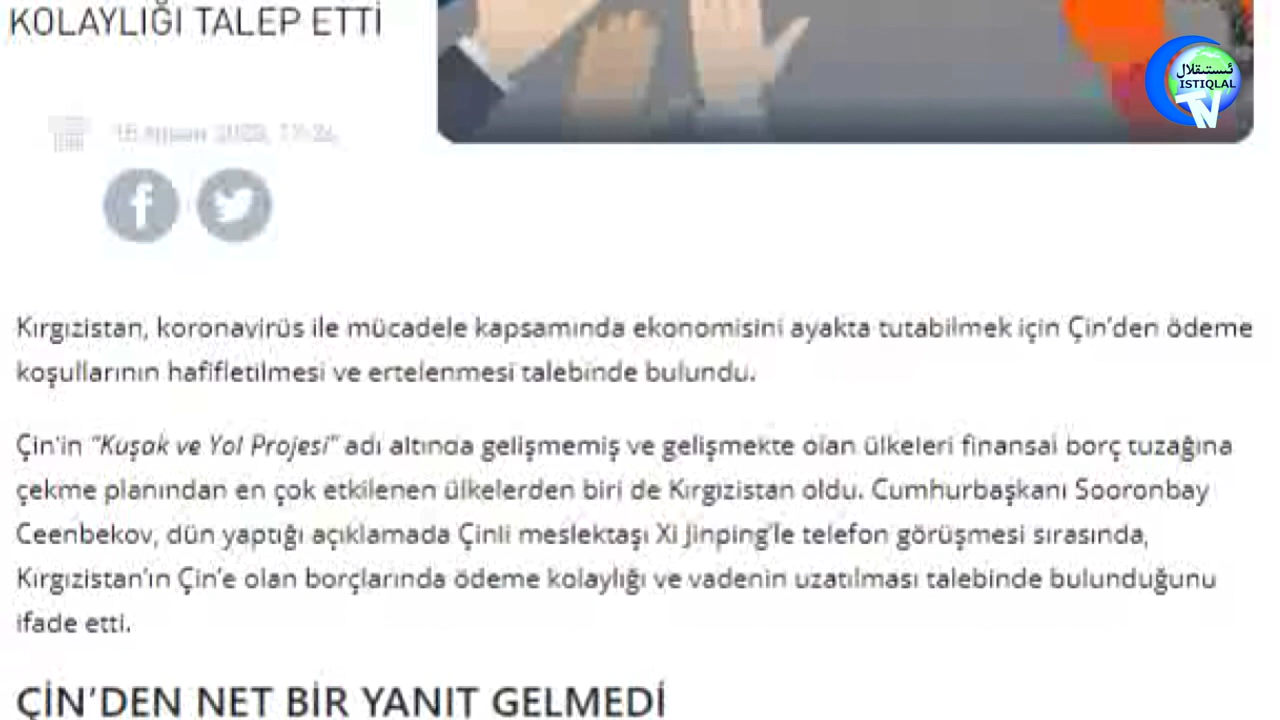 KOLAYLIĞI TALEP ETTİ
ئىستىقلال
ISTIQLAL
TV
Kırgızistan, koronavirüs ile mücadele kapsamında ekonomisini ayakta tutabilmek için Çin'den ödeme
koşullarının hafifletilmesi ve ertelenmesi talebinde bulundu.
Çin'in "Kuşak ve Yol Projesi" adı altında gelişmemiş ve gelişmekte olan ülkeleri finansal borç tuzağına
çekme planından en çok etkilenen ülkelerden biri de Kırgızistan oldu. Cumhurbaşkanı Sooronbay
Ceenbekov, dün yaptığı açıklamada Çinli meslektaşı Xi Jinping'le telefon görüşmesi sırasında,
Kırgızistan'ın Çin'e olan borçlarında ödeme kolaylığı ve vadenin uzatılması talebinde bulunduğunu
ifade etti.
ÇİN'DEN NET BİR YANIT GELMEDİ